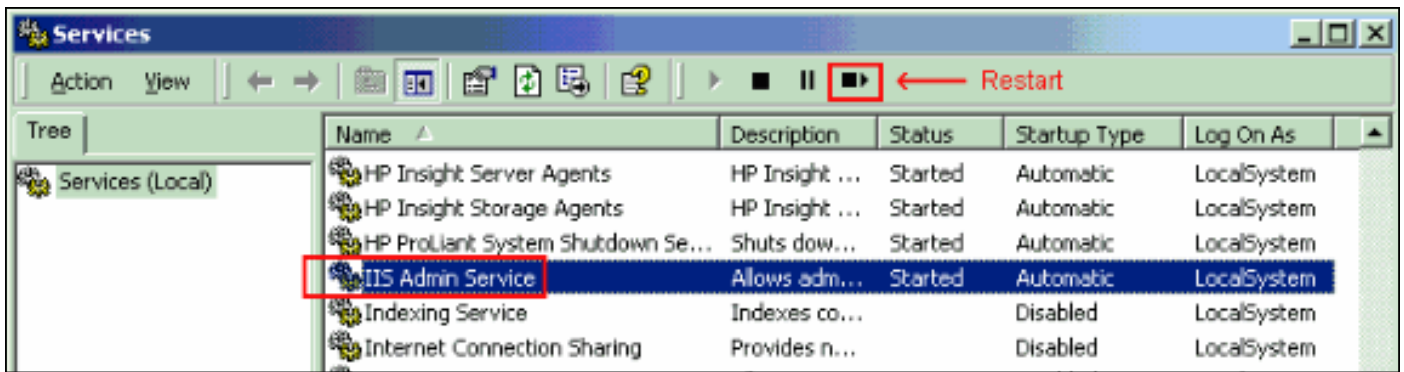 Services
Action View Restart
Tree Name Description Status Startup Type Log On As
Services (Local)
HP Insight Server Agents HP Insight ... Started Automatic LocalSystem
HP Insight Storage Agents HP Insight ... Started Automatic LocalSystem
HP ProLiant System Shutdown Se... Shuts dow... Started Automatic LocalSystem
IIS Admin Service Allows adm... Started Automatic LocalSystem
Indexing Service Indexes co... Disabled LocalSystem
Internet Connection Sharing Provides n... Disabled LocalSystem